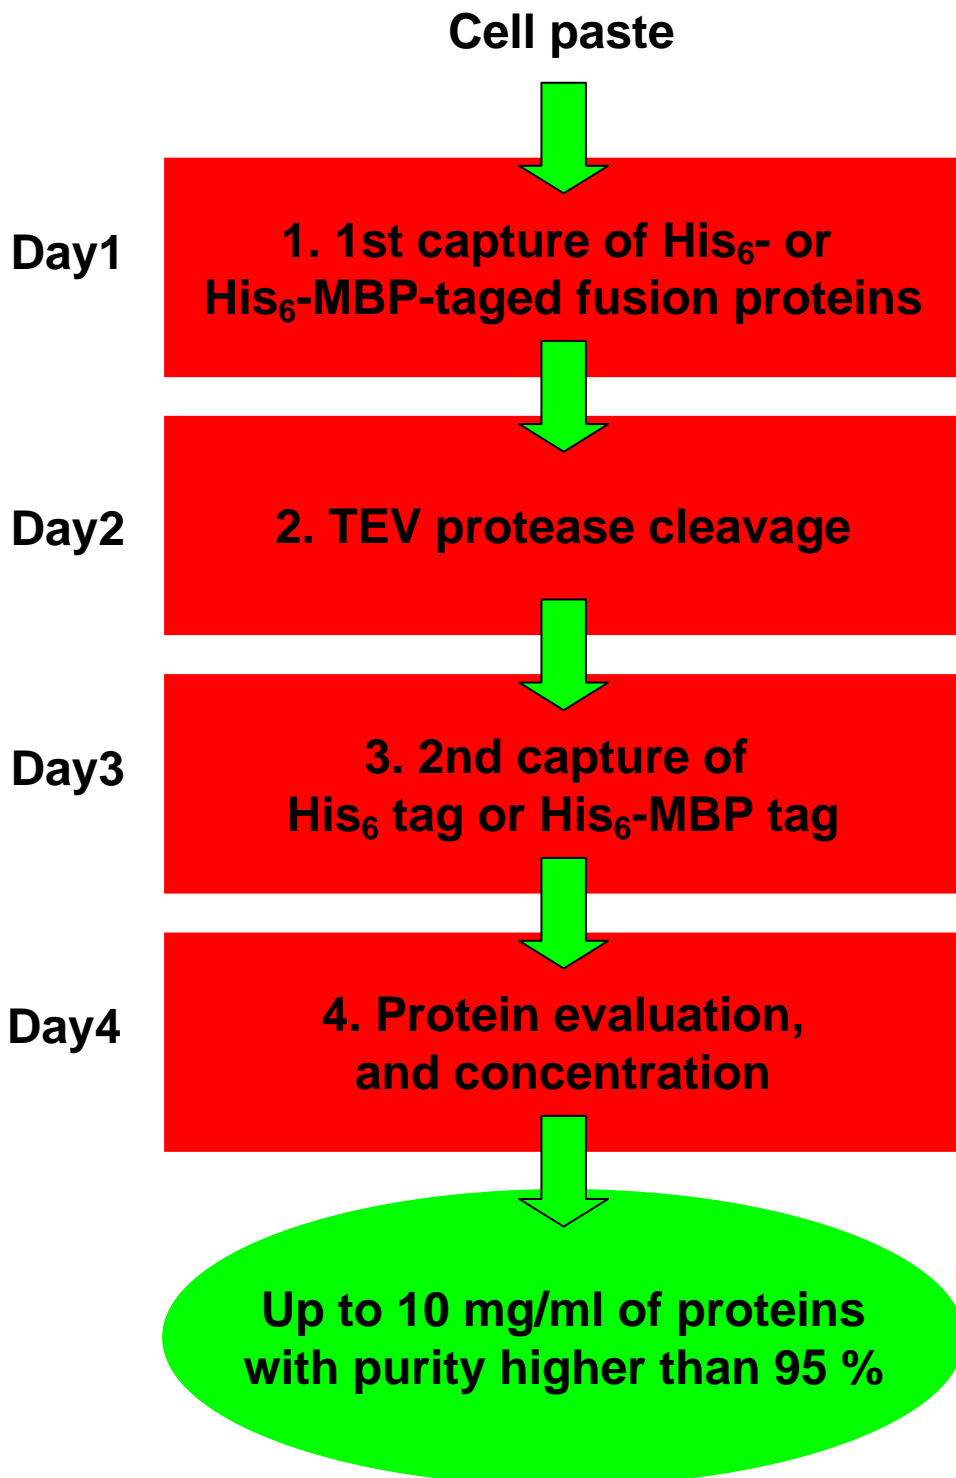 Cell paste
Day1
1. 1st capture of His₆- or
His₆-MBP-taged fusion proteins
Day2
2. TEV protease cleavage
Day3
3. 2nd capture of
His₆ tag or His₆-MBP tag
Day4
4. Protein evaluation,
and concentration
Up to 10 mg/ml of proteins
with purity higher than 95 %